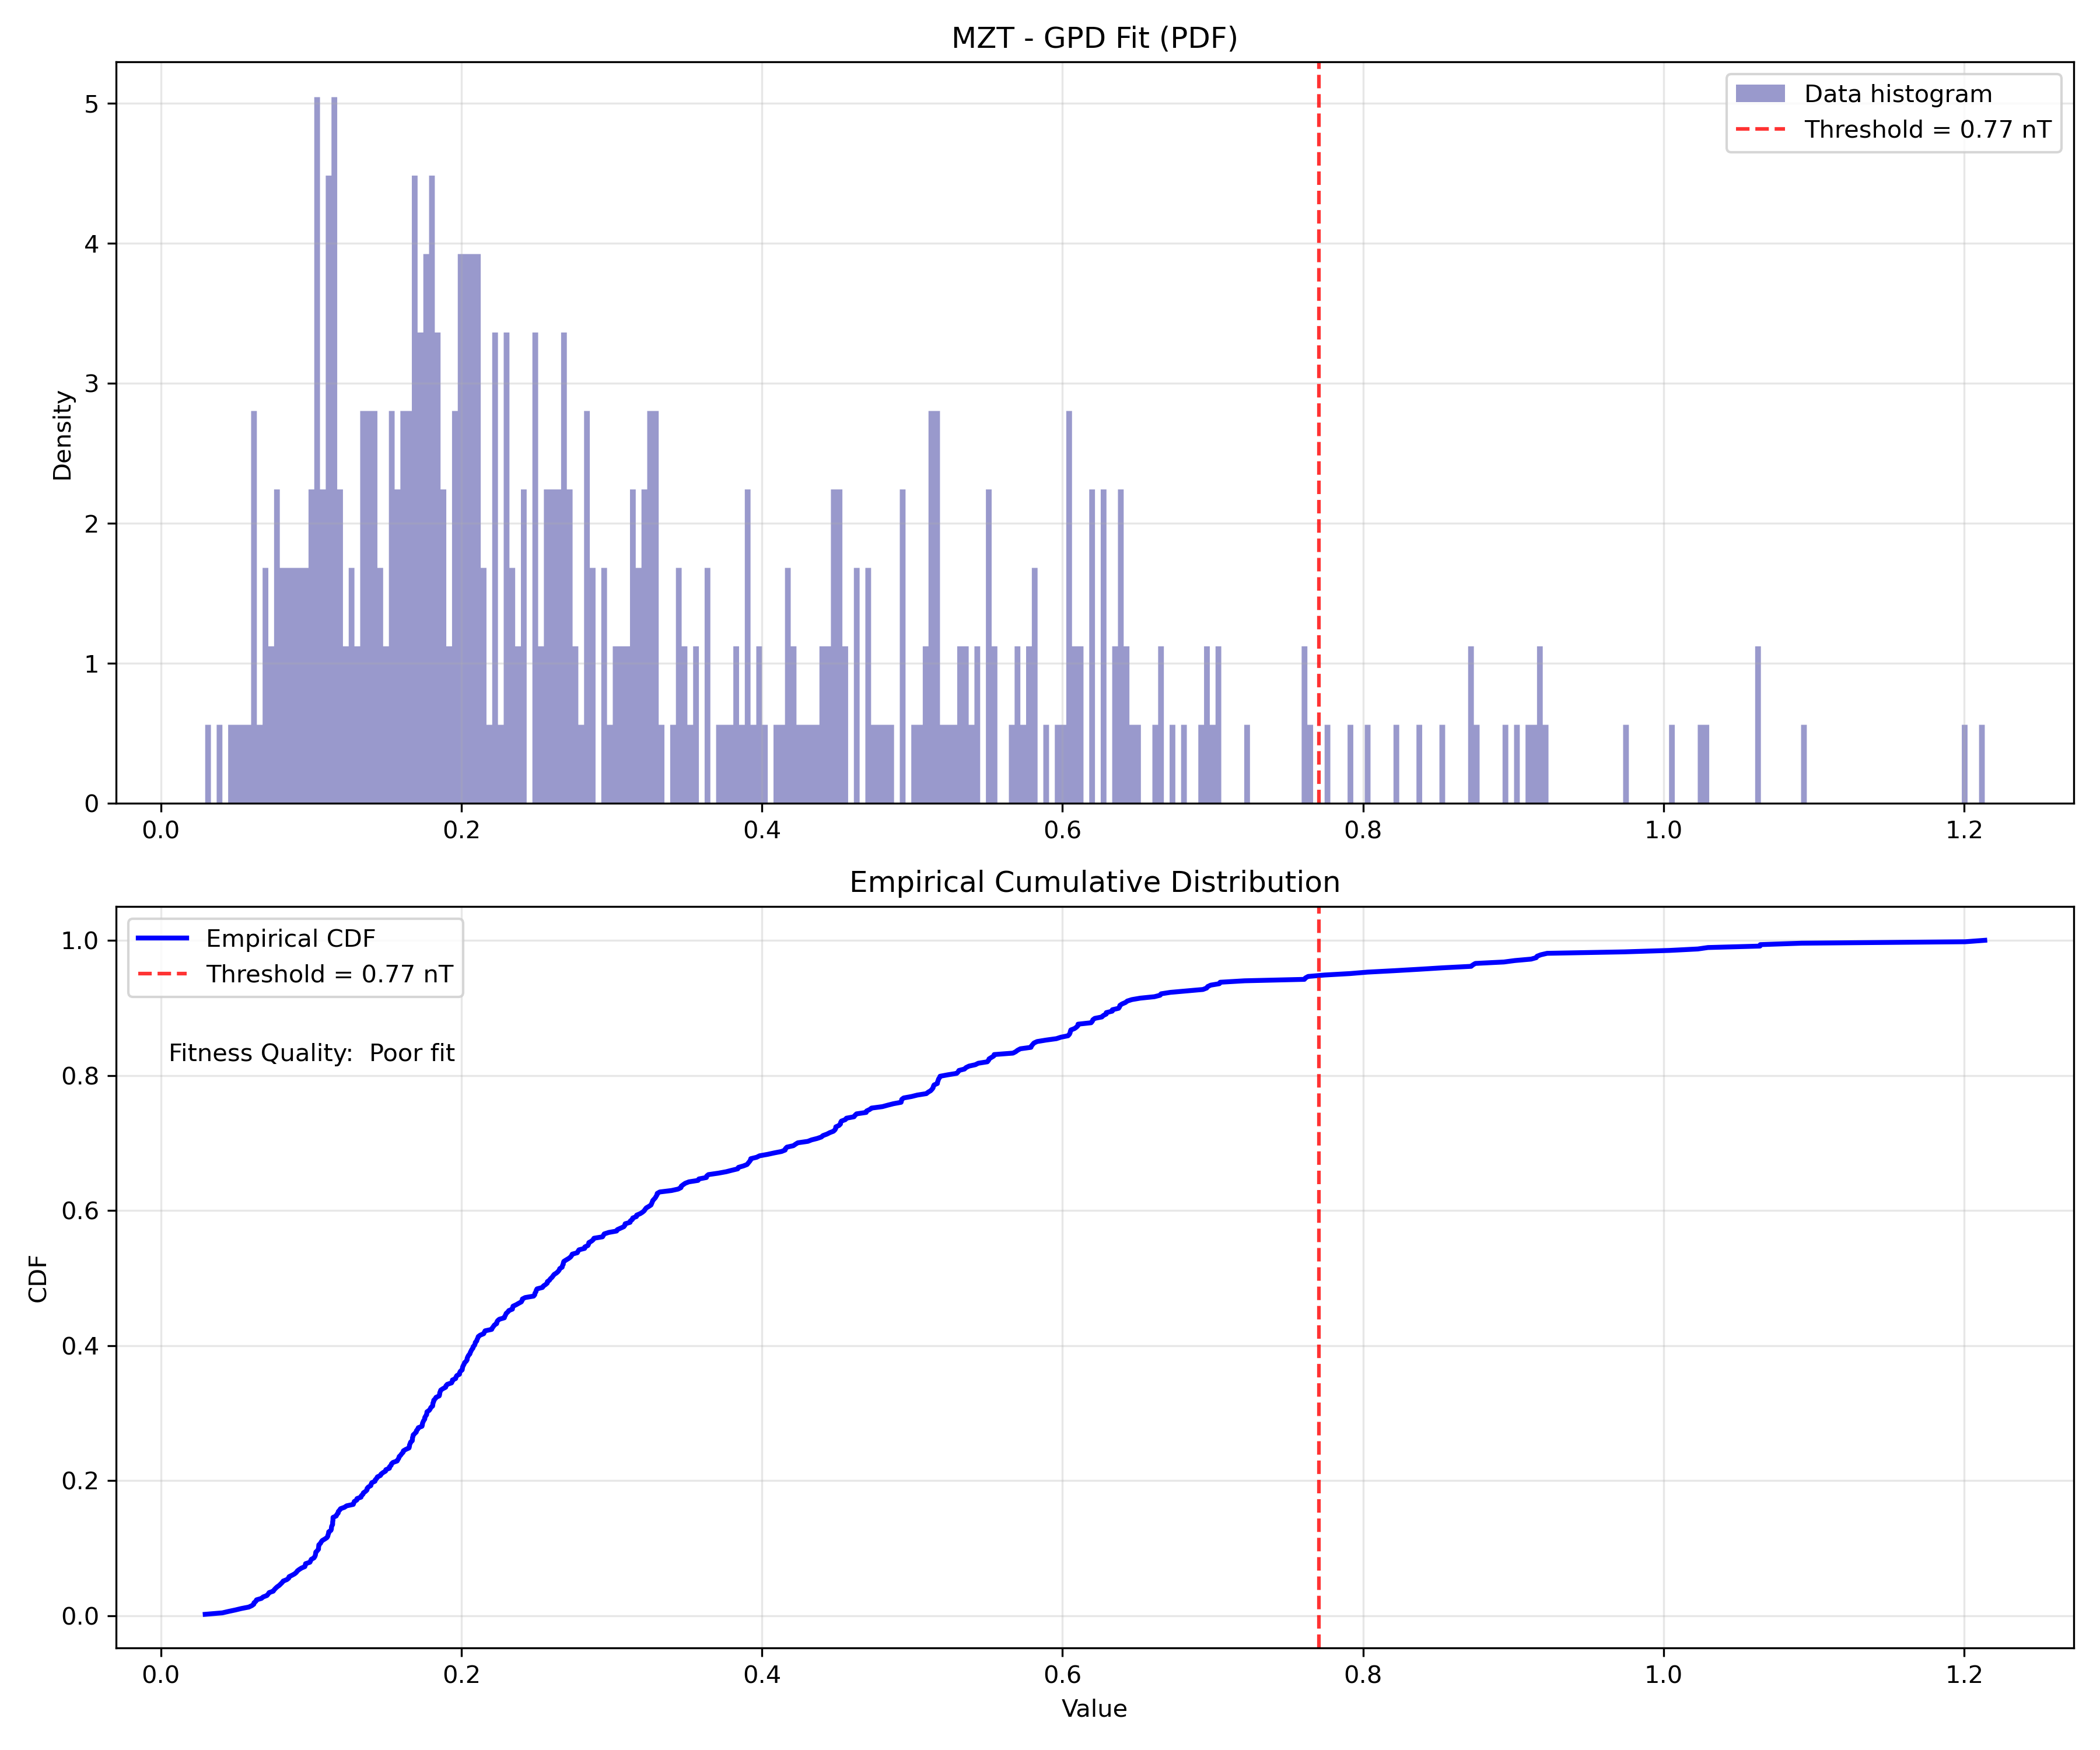 MZT - GPD Fit (PDF)
Density
5
4
3
2
1
0
Data histogram
Threshold = 0.77 nT
0.0 0.2 0.4 0.6 0.8 1.0 1.2
Empirical Cumulative Distribution
CDF
1.0
0.8
0.6
0.4
0.2
0.0
Empirical CDF
Threshold = 0.77 nT
Fitness Quality: Poor fit
0.0 0.2 0.4 0.6 0.8 1.0 1.2
Value